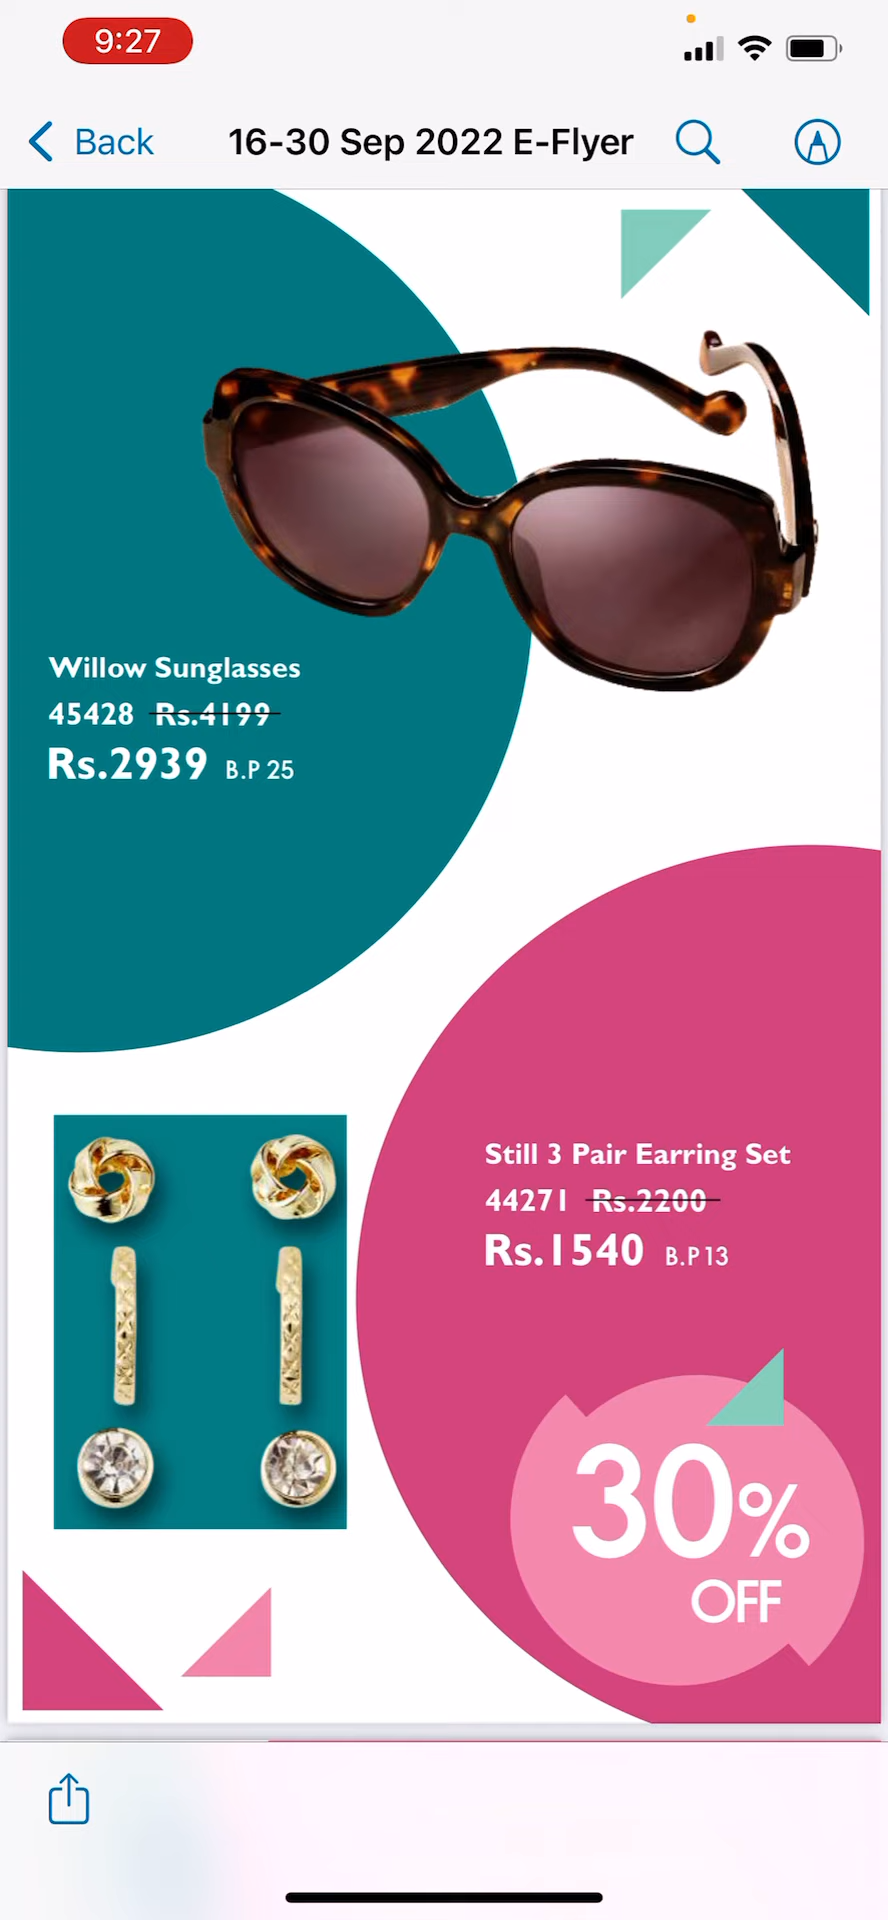 9:27
Back
16-30 Sep 2022 E-Flyer
Willow Sunglasses
45428 Rs.4199
Rs.2939 B.P 25
Still 3 Pair Earring Set
44271 Rs.2200
Rs.1540 B.P 13
30%
OFF